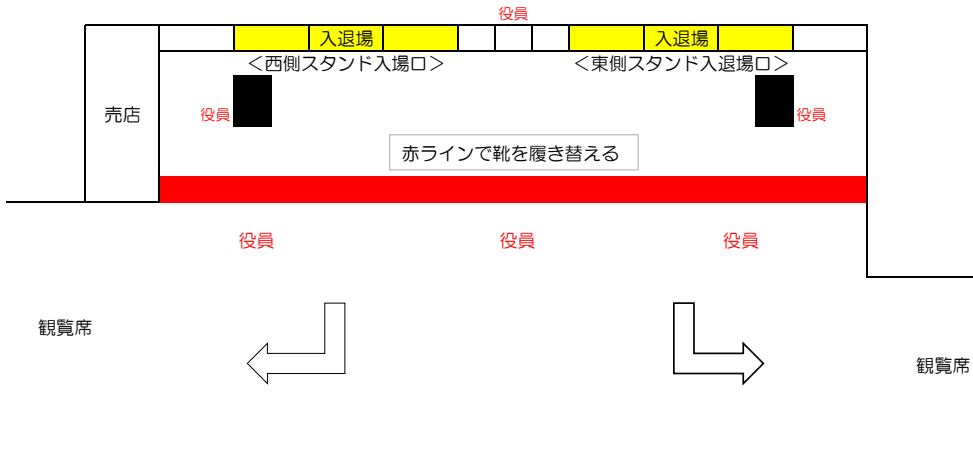 役員
入退場
入退場
＜西側スタンド入場口＞
＜東側スタンド入退場口＞
売店
役員
役員
赤ラインで靴を履き替える
役員
役員
役員
観覧席
観覧席